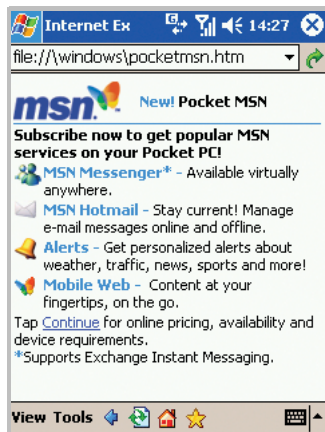 Internet Ex 14:27
file://\windows\pocketmsn.htm
msn New! Pocket MSN
Subscribe now to get popular MSN
services on your Pocket PC!
MSN Messenger* - Available virtually
anywhere.
MSN Hotmail - Stay current! Manage
e-mail messages online and offline.
Alerts - Get personalized alerts about
weather, traffic, news, sports and more!
Mobile Web - Content at your
fingertips, on the go.
Tap Continue for online pricing, availability and
device requirements.
*Supports Exchange Instant Messaging.
View Tools